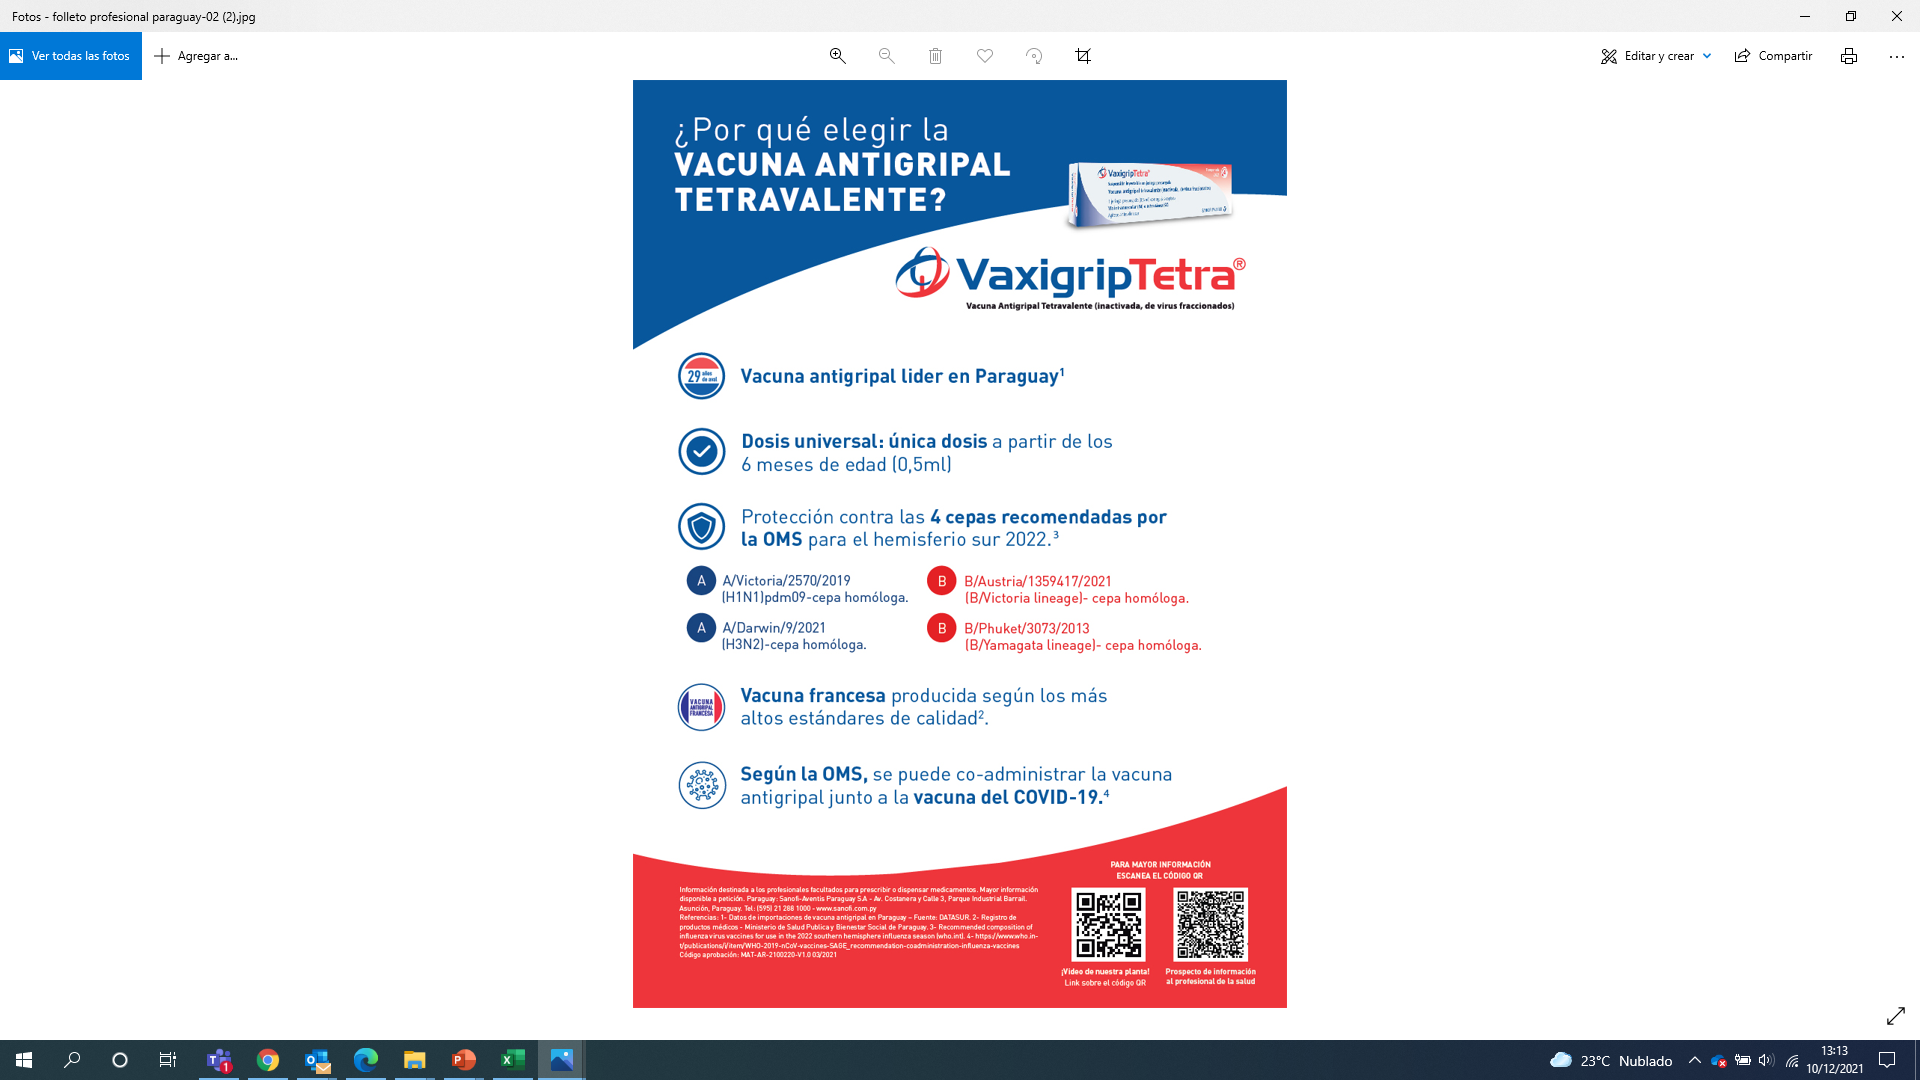 Fotos - folleto profesional paraguay-02 (2).jpg
Ver todas las fotos
Agregar a...
Editar y crear
Compartir
¿Por qué elegir la
VACUNA ANTIGRIPAL
TETRAVALENTE?
VaxigripTetra®
VaxigripTetra®
Vacuna Antigripal Tetravalente (inactivada, de virus fraccionados)
29 años
de aval
Vacuna antigripal lider en Paraguay¹
Dosis universal: única dosis a partir de los
6 meses de edad (0,5ml)
Protección contra las 4 cepas recomendadas por
la OMS para el hemisferio sur 2022.³
A
A/Victoria/2570/2019
(H1N1)pdm09-cepa homóloga.
B
B/Austria/1359417/2021
(B/Victoria lineage)- cepa homóloga.
A
A/Darwin/9/2021
(H3N2)-cepa homóloga.
B
B/Phuket/3073/2013
(B/Yamagata lineage)- cepa homóloga.
VACUNA
ANTIGRIPAL
FRANCESA
Vacuna francesa producida según los más
altos estándares de calidad².
Según la OMS, se puede co-administrar la vacuna
antigripal junto a la vacuna del COVID-19.⁴
PARA MAYOR INFORMACIÓN
ESCANEA EL CÓDIGO QR
Información destinada a los profesionales facultados para prescribir o dispensar medicamentos. Mayor información
disponible a petición. Paraguay: Sanofi-Aventis Paraguay S.A - Av. Costanera y Calle 3, Parque Industrial Barrail.
Asunción, Paraguay. Tel: (595) 21 288 1000 - www.sanofi.com.py
Referencias: 1- Datos de importaciones de vacuna antigripal en Paraguay – Fuente: DATASUR. 2- Registro de
productos médicos - Ministerio de Salud Publica y Bienestar Social de Paraguay. 3- Recommended composition of
influenza virus vaccines for use in the 2022 southern hemisphere influenza season (who.int). 4- https://www.who.in-
t/publications/i/item/WHO-2019-nCoV-vaccines-SAGE_recommendation-coadministration-influenza-vaccines
Código aprobación: MAT-AR-2100220-V1.0 03/2021
¡Video de nuestra planta!
Link sobre el código QR
Prospecto de información
al profesional de la salud
1
23°C Nublado
13:13
10/12/2021